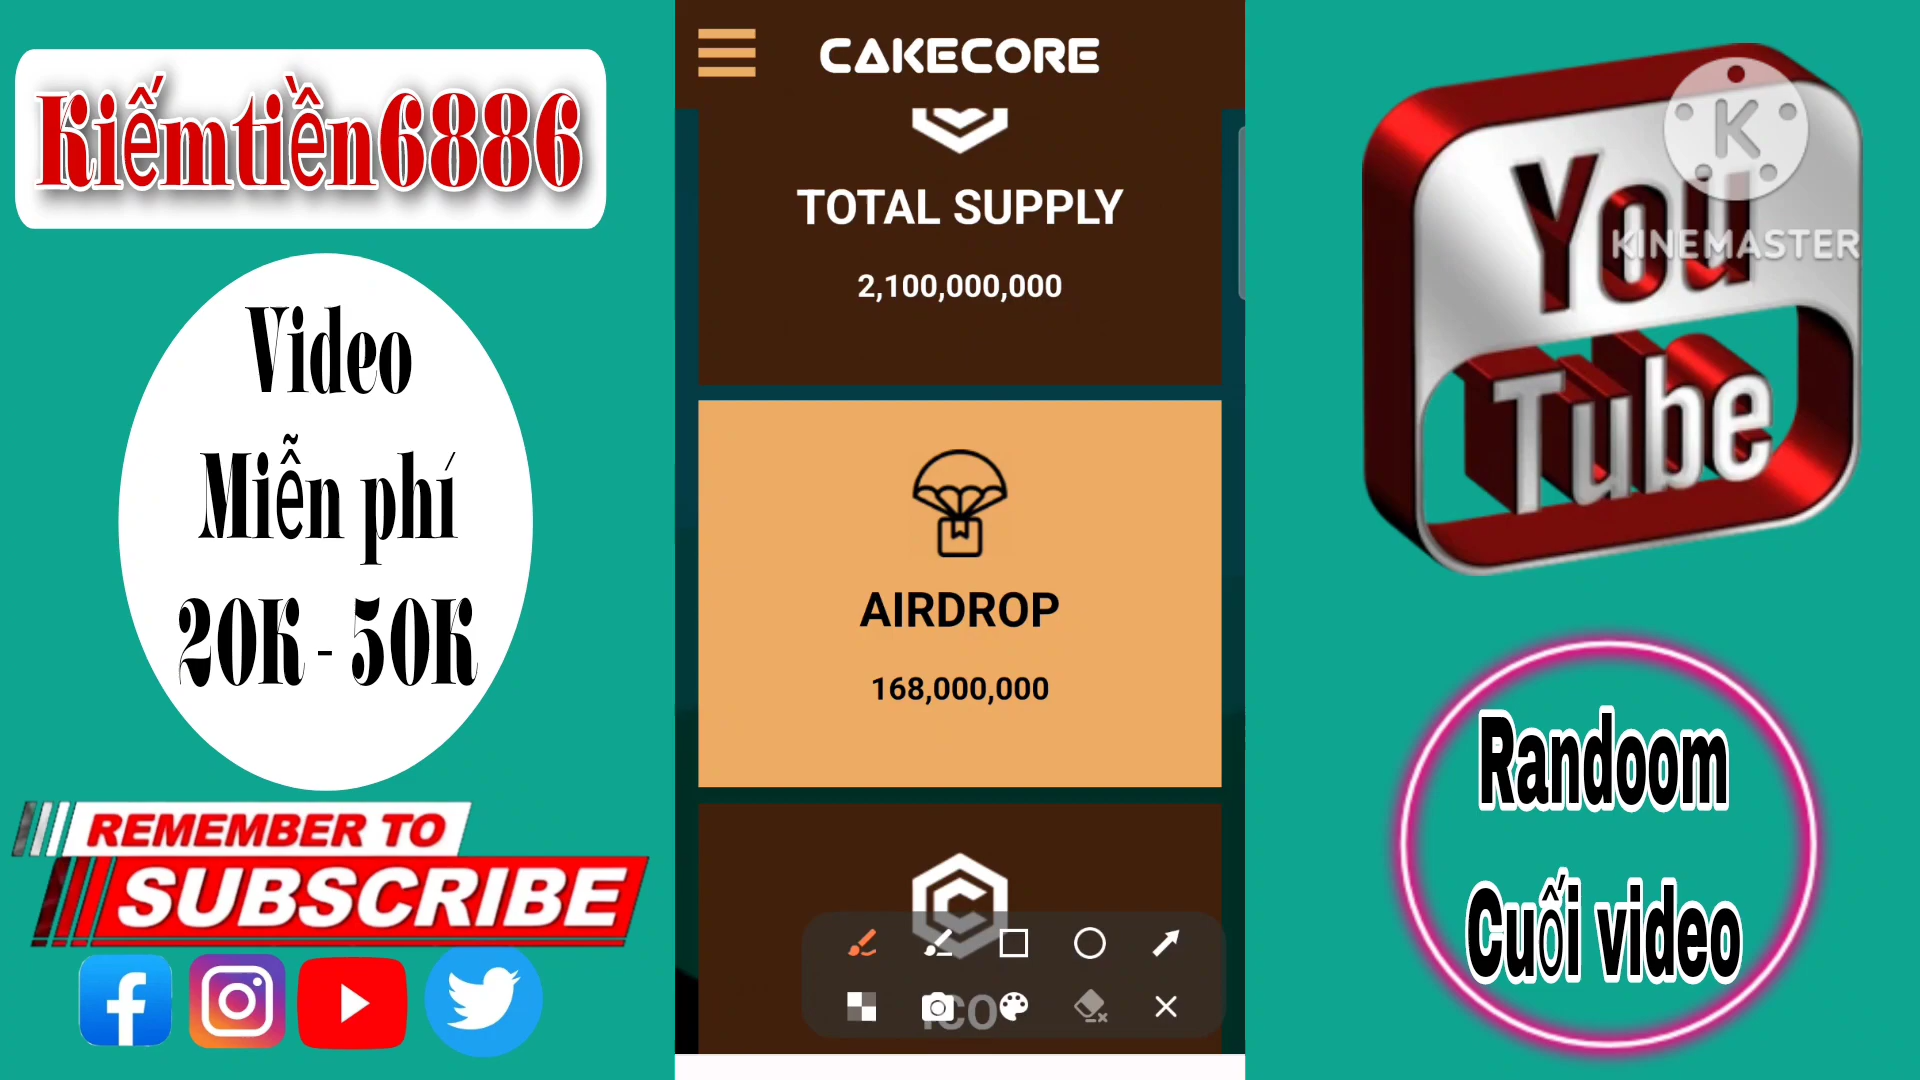 Kiếmtiền6886
Video
Miễn phí
20K - 50K
REMEMBER TO
SUBSCRIBE
CAKECORE
TOTAL SUPPLY
2,100,000,000
AIRDROP
168,000,000
ICO
You
Tube
K
KINEMASTER
Randoom
Cuối video